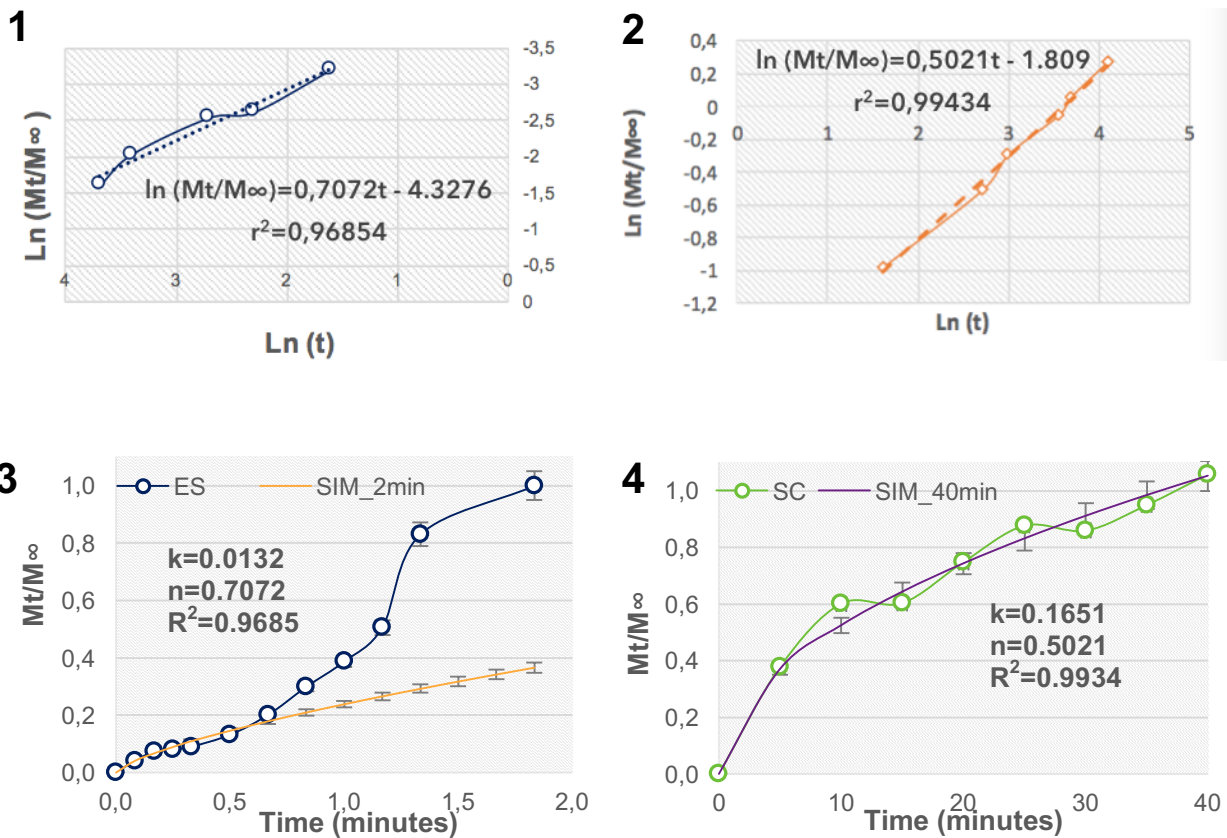 1
-3,5
-3
-2,5
-2
-1,5
-1
-0,5
0
ln (Mt/M∞)=0,7072t - 4.3276
r²=0,96854
4 3 2 1 0
Ln (Mt/M∞)
Ln (t)
2
0,4
0,2
0
-0,2
-0,4
-0,6
-0,8
-1
-1,2
ln (Mt/M∞)=0,5021t - 1.809
r²=0,99434
0 1 2 3 4 5
Ln (Mt/M∞)
Ln (t)
3
1,0
0,8
0,6
0,4
0,2
0,0
ES SIM_2min
k=0.0132
n=0.7072
R²=0.9685
Mt/M∞
0,0 0,5 1,0 1,5 2,0
Time (minutes)
4
1,0
0,8
0,6
0,4
0,2
0,0
SC SIM_40min
k=0.1651
n=0.5021
R²=0.9934
Mt/M∞
0 10 20 30 40
Time (minutes)